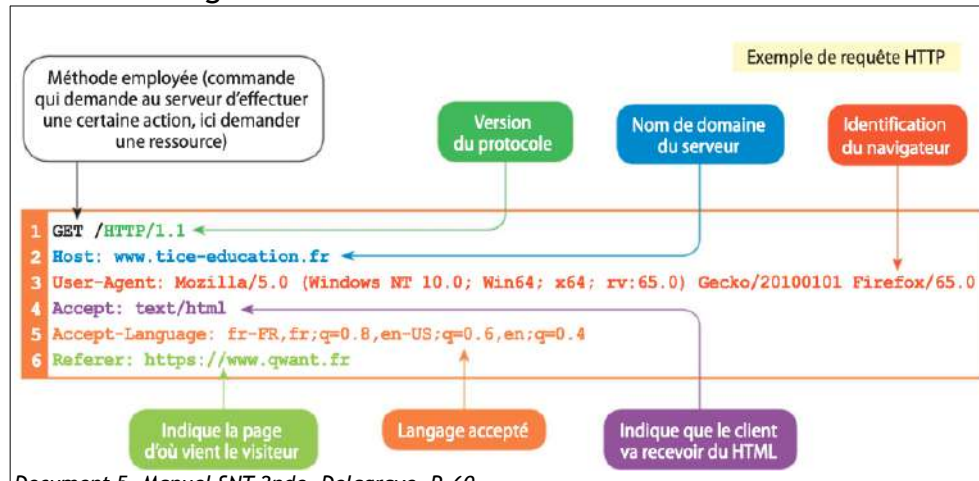 Exemple de requête HTTP
Méthode employée (commande
qui demande au serveur d'effectuer
une certaine action, ici demander
une ressource)
Version
du protocole
Nom de domaine
du serveur
Identification
du navigateur
1 GET /HTTP/1.1
2 Host: www.tice-education.fr
3 User-Agent: Mozilla/5.0 (Windows NT 10.0; Win64; x64; rv:65.0) Gecko/20100101 Firefox/65.0
4 Accept: text/html
5 Accept-Language: fr-FR,fr;q=0.8,en-US;q=0.6,en;q=0.4
6 Referer: https://www.qwant.fr
Indique la page
d'où vient le visiteur
Langage accepté
Indique que le client
va recevoir du HTML
Document 5. Manuel SNT 2nde, Delagrave, P.